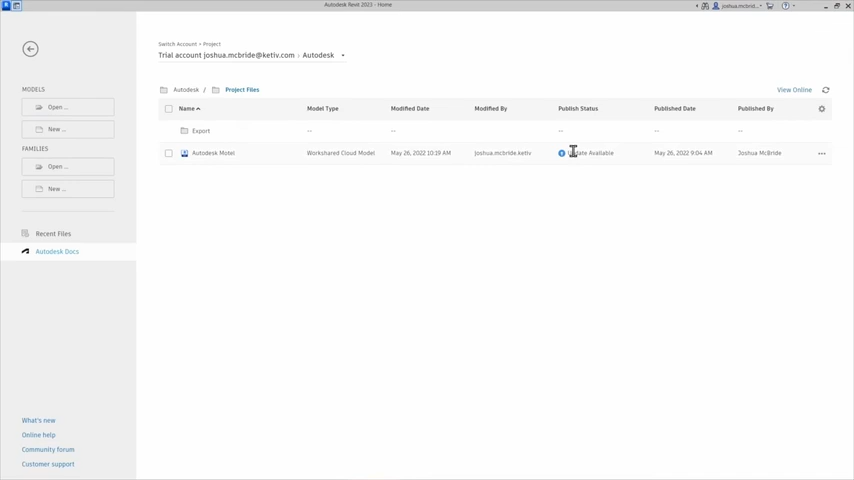 Autodesk Revit 2023 - Home
joshua.mcbrid...
Switch Account > Project
Trial account joshua.mcbride@ketiv.com › Autodesk
MODELS
Open ...
New ...
FAMILIES
Open ...
New ...
Recent Files
Autodesk Docs
What's new
Online help
Community forum
Customer support
Autodesk / Project Files
View Online
Name Model Type Modified Date Modified By Publish Status Published Date Published By
Export -- -- -- -- -- --
Autodesk Motel Workshared Cloud Model May 26, 2022 10:19 AM joshua.mcbride.ketiv Update Available May 26, 2022 9:04 AM Joshua McBride